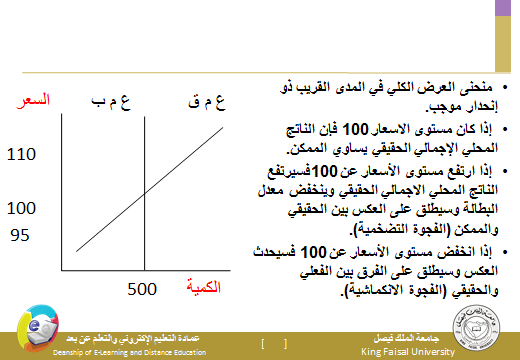 • منحنى العرض الكلي في المدى القريب ذو
إنحدار موجب.
• إذا كان مستوى الاسعار 100 فإن الناتج
المحلي الإجمالي الحقيقي يساوي الممكن.
• إذا ارتفع مستوى الأسعار عن 100فسيرتفع
الناتج المحلي الاجمالي الحقيقي وينخفض معدل
البطالة وسيطلق على العكس بين الحقيقي
والممكن (الفجوة التضخمية).
• إذا انخفض مستوى الأسعار عن 100 فسيحدث
العكس وسيطلق على الفرق بين الفعلي
والحقيقي (الفجوة الانكماشية).
السعر
ع م ب
ع م ق
110
100
95
500
الكمية
جامعة الملك فيصل
King Faisal University
[ ]
عمادة التعليم الإلكتروني والتعلم عن بعد
Deanship of E-Learning and Distance Education